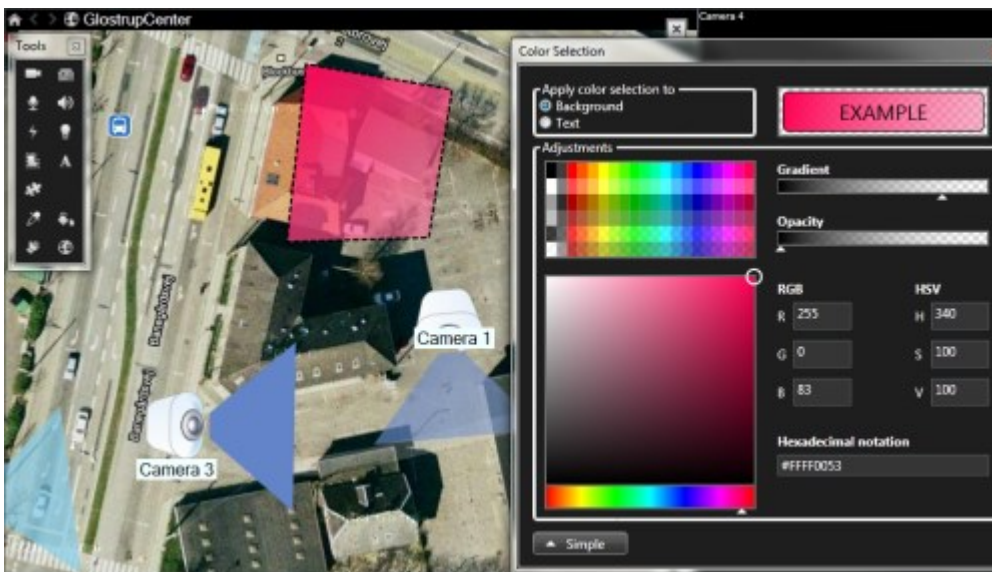 GlostrupCenter
Camera 4
Tools
Color Selection
Apply color selection to
Background
Text
EXAMPLE
Adjustments
Gradient
Opacity
RGB
HSV
R 255
H 340
G 0
S 100
B 83
V 100
Hexadecimal notation
#FFFF0053
Simple
Camera 1
Camera 3
A